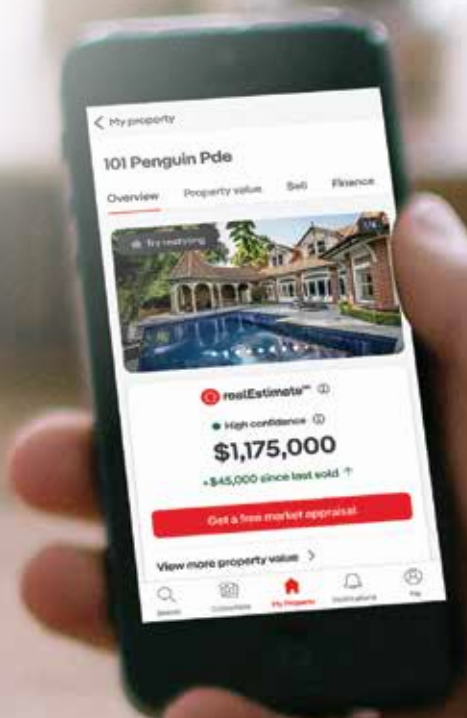 My property
101 Penguin Pde
Overview Property value Sell Finance
Try restyling
realEstimate™
High confidence
$1,175,000
+$45,000 since last sold ↑
Get a free market appraisal
View more property value
Search Collections My Property Notifications Me